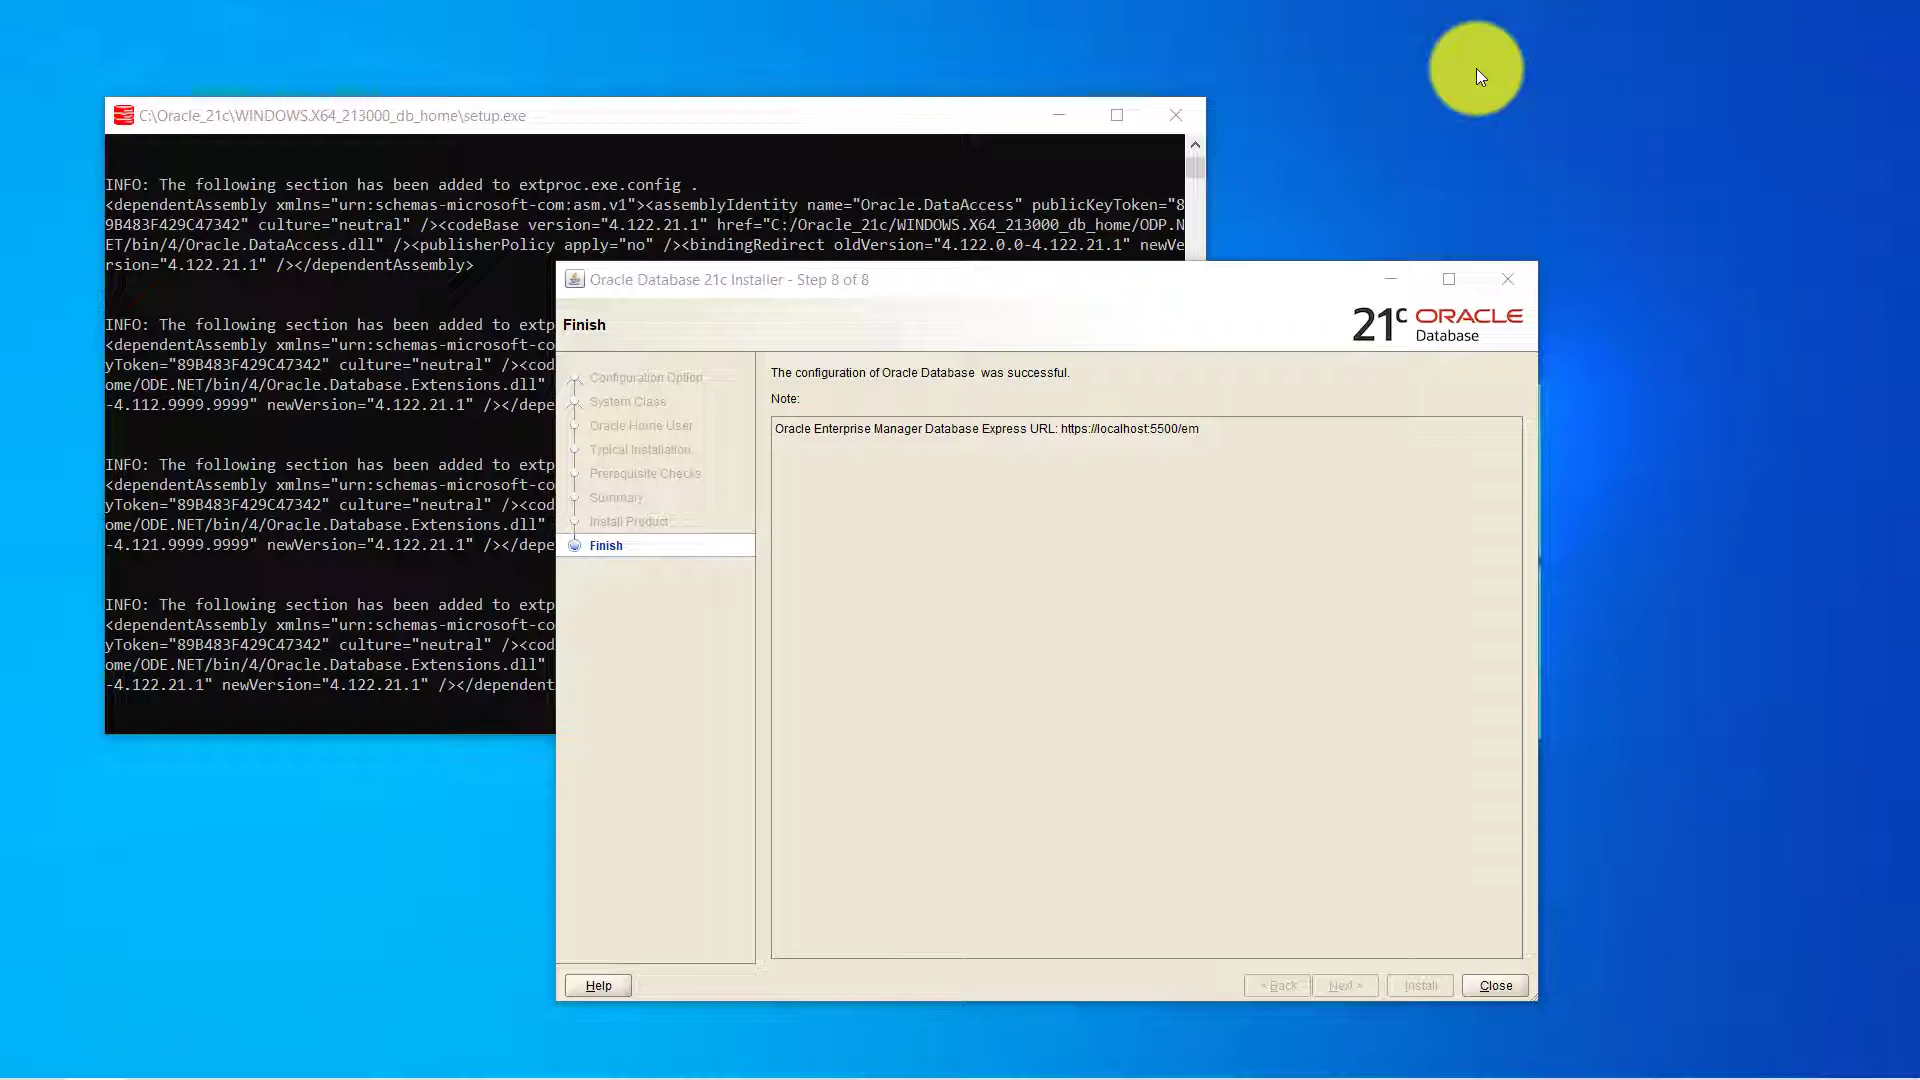 C:\Oracle_21c\WINDOWS.X64_213000_db_home\setup.exe
INFO: The following section has been added to extproc.exe.config .
<dependentAssembly xmlns="urn:schemas-microsoft-com:asm.v1"><assemblyIdentity name="Oracle.DataAccess" publicKeyToken="8
9B483F429C47342" culture="neutral" /><codeBase version="4.122.21.1" href="C:/Oracle_21c/WINDOWS.X64_213000_db_home/ODP.N
ET/bin/4/Oracle.DataAccess.dll" /><publisherPolicy apply="no" /><bindingRedirect oldVersion="4.122.0.0-4.122.21.1" newVe
rsion="4.122.21.1" /></dependentAssembly>
INFO: The following section has been added to extp
<dependentAssembly xmlns="urn:schemas-microsoft-co
yToken="89B483F429C47342" culture="neutral" /><cod
ome/ODE.NET/bin/4/Oracle.Database.Extensions.dll"
-4.112.9999.9999" newVersion="4.122.21.1" /></depe
INFO: The following section has been added to extp
<dependentAssembly xmlns="urn:schemas-microsoft-co
yToken="89B483F429C47342" culture="neutral" /><cod
ome/ODE.NET/bin/4/Oracle.Database.Extensions.dll"
-4.121.9999.9999" newVersion="4.122.21.1" /></depe
INFO: The following section has been added to extp
<dependentAssembly xmlns="urn:schemas-microsoft-co
yToken="89B483F429C47342" culture="neutral" /><cod
ome/ODE.NET/bin/4/Oracle.Database.Extensions.dll"
-4.122.21.1" newVersion="4.122.21.1" /></dependent
Oracle Database 21c Installer - Step 8 of 8
Finish
21c ORACLE
Database
Configuration Option
System Class
Oracle Home User
Typical Installation
Prerequisite Checks
Summary
Install Product
Finish
The configuration of Oracle Database was successful.
Note:
Oracle Enterprise Manager Database Express URL: https://localhost:5500/em
Help
< Back
Next >
Install
Close